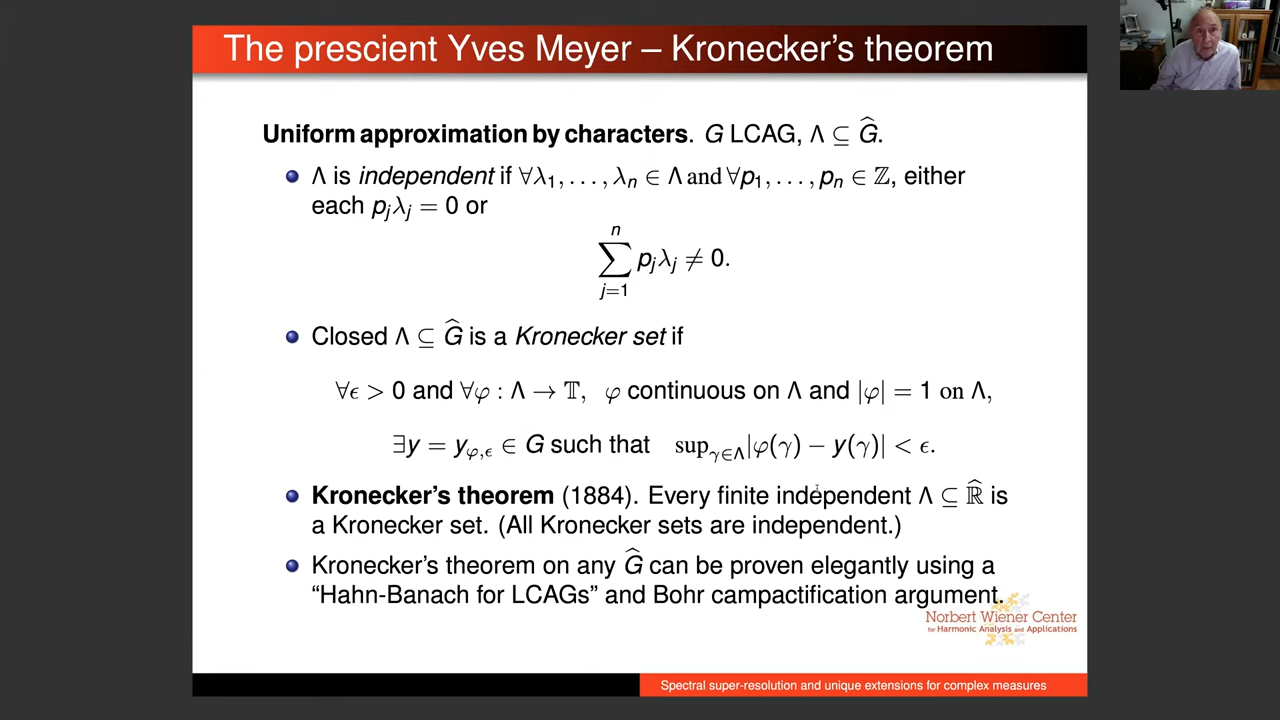 The prescient Yves Meyer – Kronecker's theorem
Uniform approximation by characters. G LCAG, Λ ⊆ Ĝ.
Λ is independent if ∀λ₁, . . . , λₙ ∈ Λ and ∀p₁, . . . , pₙ ∈ ℤ, either
each pⱼλⱼ = 0 or
∑ⱼ₌₁ⁿ pⱼλⱼ ≠ 0.
Closed Λ ⊆ Ĝ is a Kronecker set if
∀ϵ > 0 and ∀φ : Λ → 𝕋, φ continuous on Λ and |φ| = 1 on Λ,
∃y = y_{φ,ϵ} ∈ G such that sup_{γ∈Λ}|φ(γ) − y(γ)| < ϵ.
Kronecker's theorem (1884). Every finite independent Λ ⊆ ℝ̂ is
a Kronecker set. (All Kronecker sets are independent.)
Kronecker's theorem on any Ĝ can be proven elegantly using a
“Hahn-Banach for LCAGs” and Bohr campactification argument.
Norbert Wiener Center
for Harmonic Analysis and Applications
Spectral super-resolution and unique extensions for complex measures